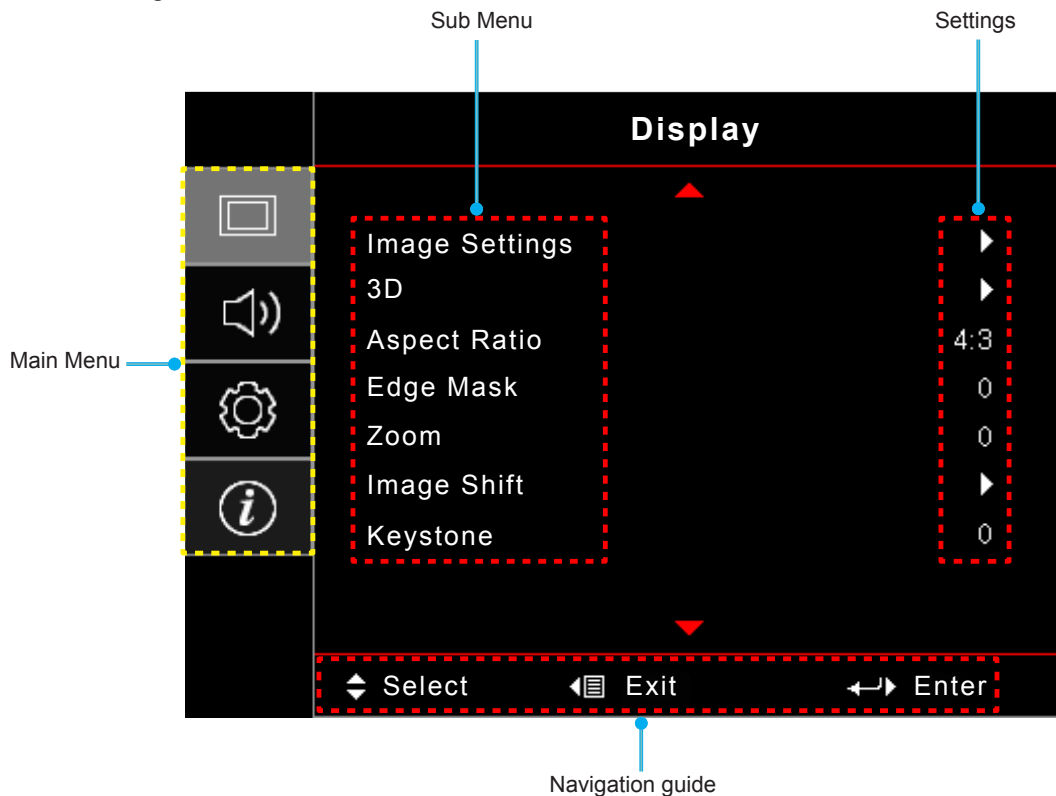 Sub Menu
Settings
Display
Image Settings
3D
Aspect Ratio 4:3
Edge Mask 0
Zoom 0
Image Shift
Keystone 0
Main Menu
i
Select Exit Enter
Navigation guide